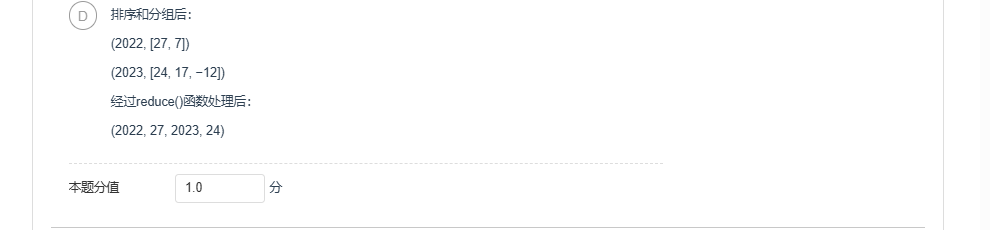 D 排序和分组后：
(2022, [27, 7])
(2023, [24, 17, −12])
经过reduce()函数处理后：
(2022, 27, 2023, 24)
本题分值 1.0 分